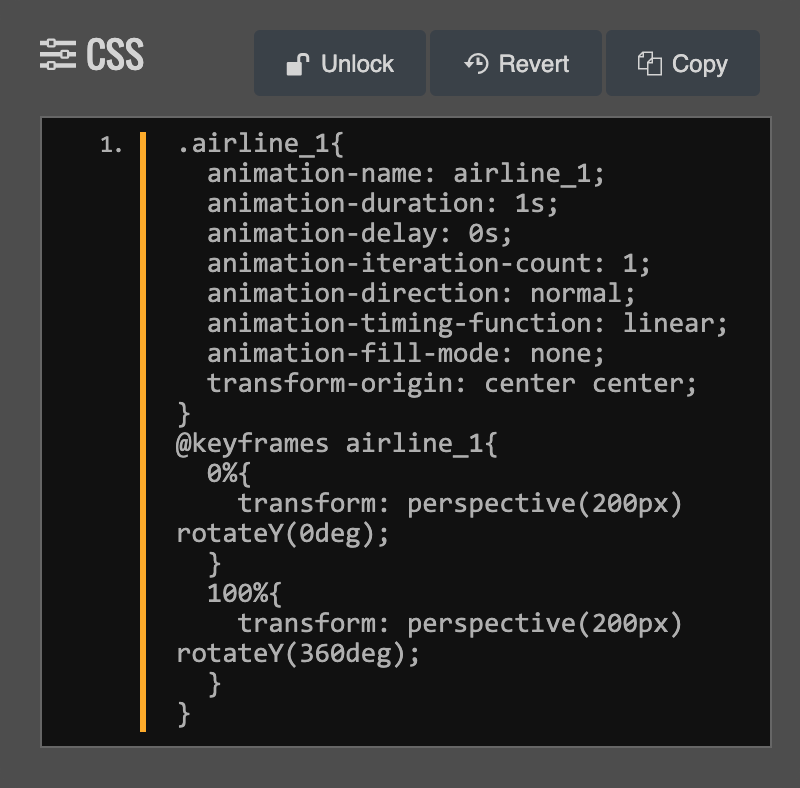 CSS
Unlock
Revert
Copy
1.
.airline_1{
  animation-name: airline_1;
  animation-duration: 1s;
  animation-delay: 0s;
  animation-iteration-count: 1;
  animation-direction: normal;
  animation-timing-function: linear;
  animation-fill-mode: none;
  transform-origin: center center;
}
@keyframes airline_1{
  0%{
    transform: perspective(200px)
rotateY(0deg);
  }
  100%{
    transform: perspective(200px)
rotateY(360deg);
  }
}